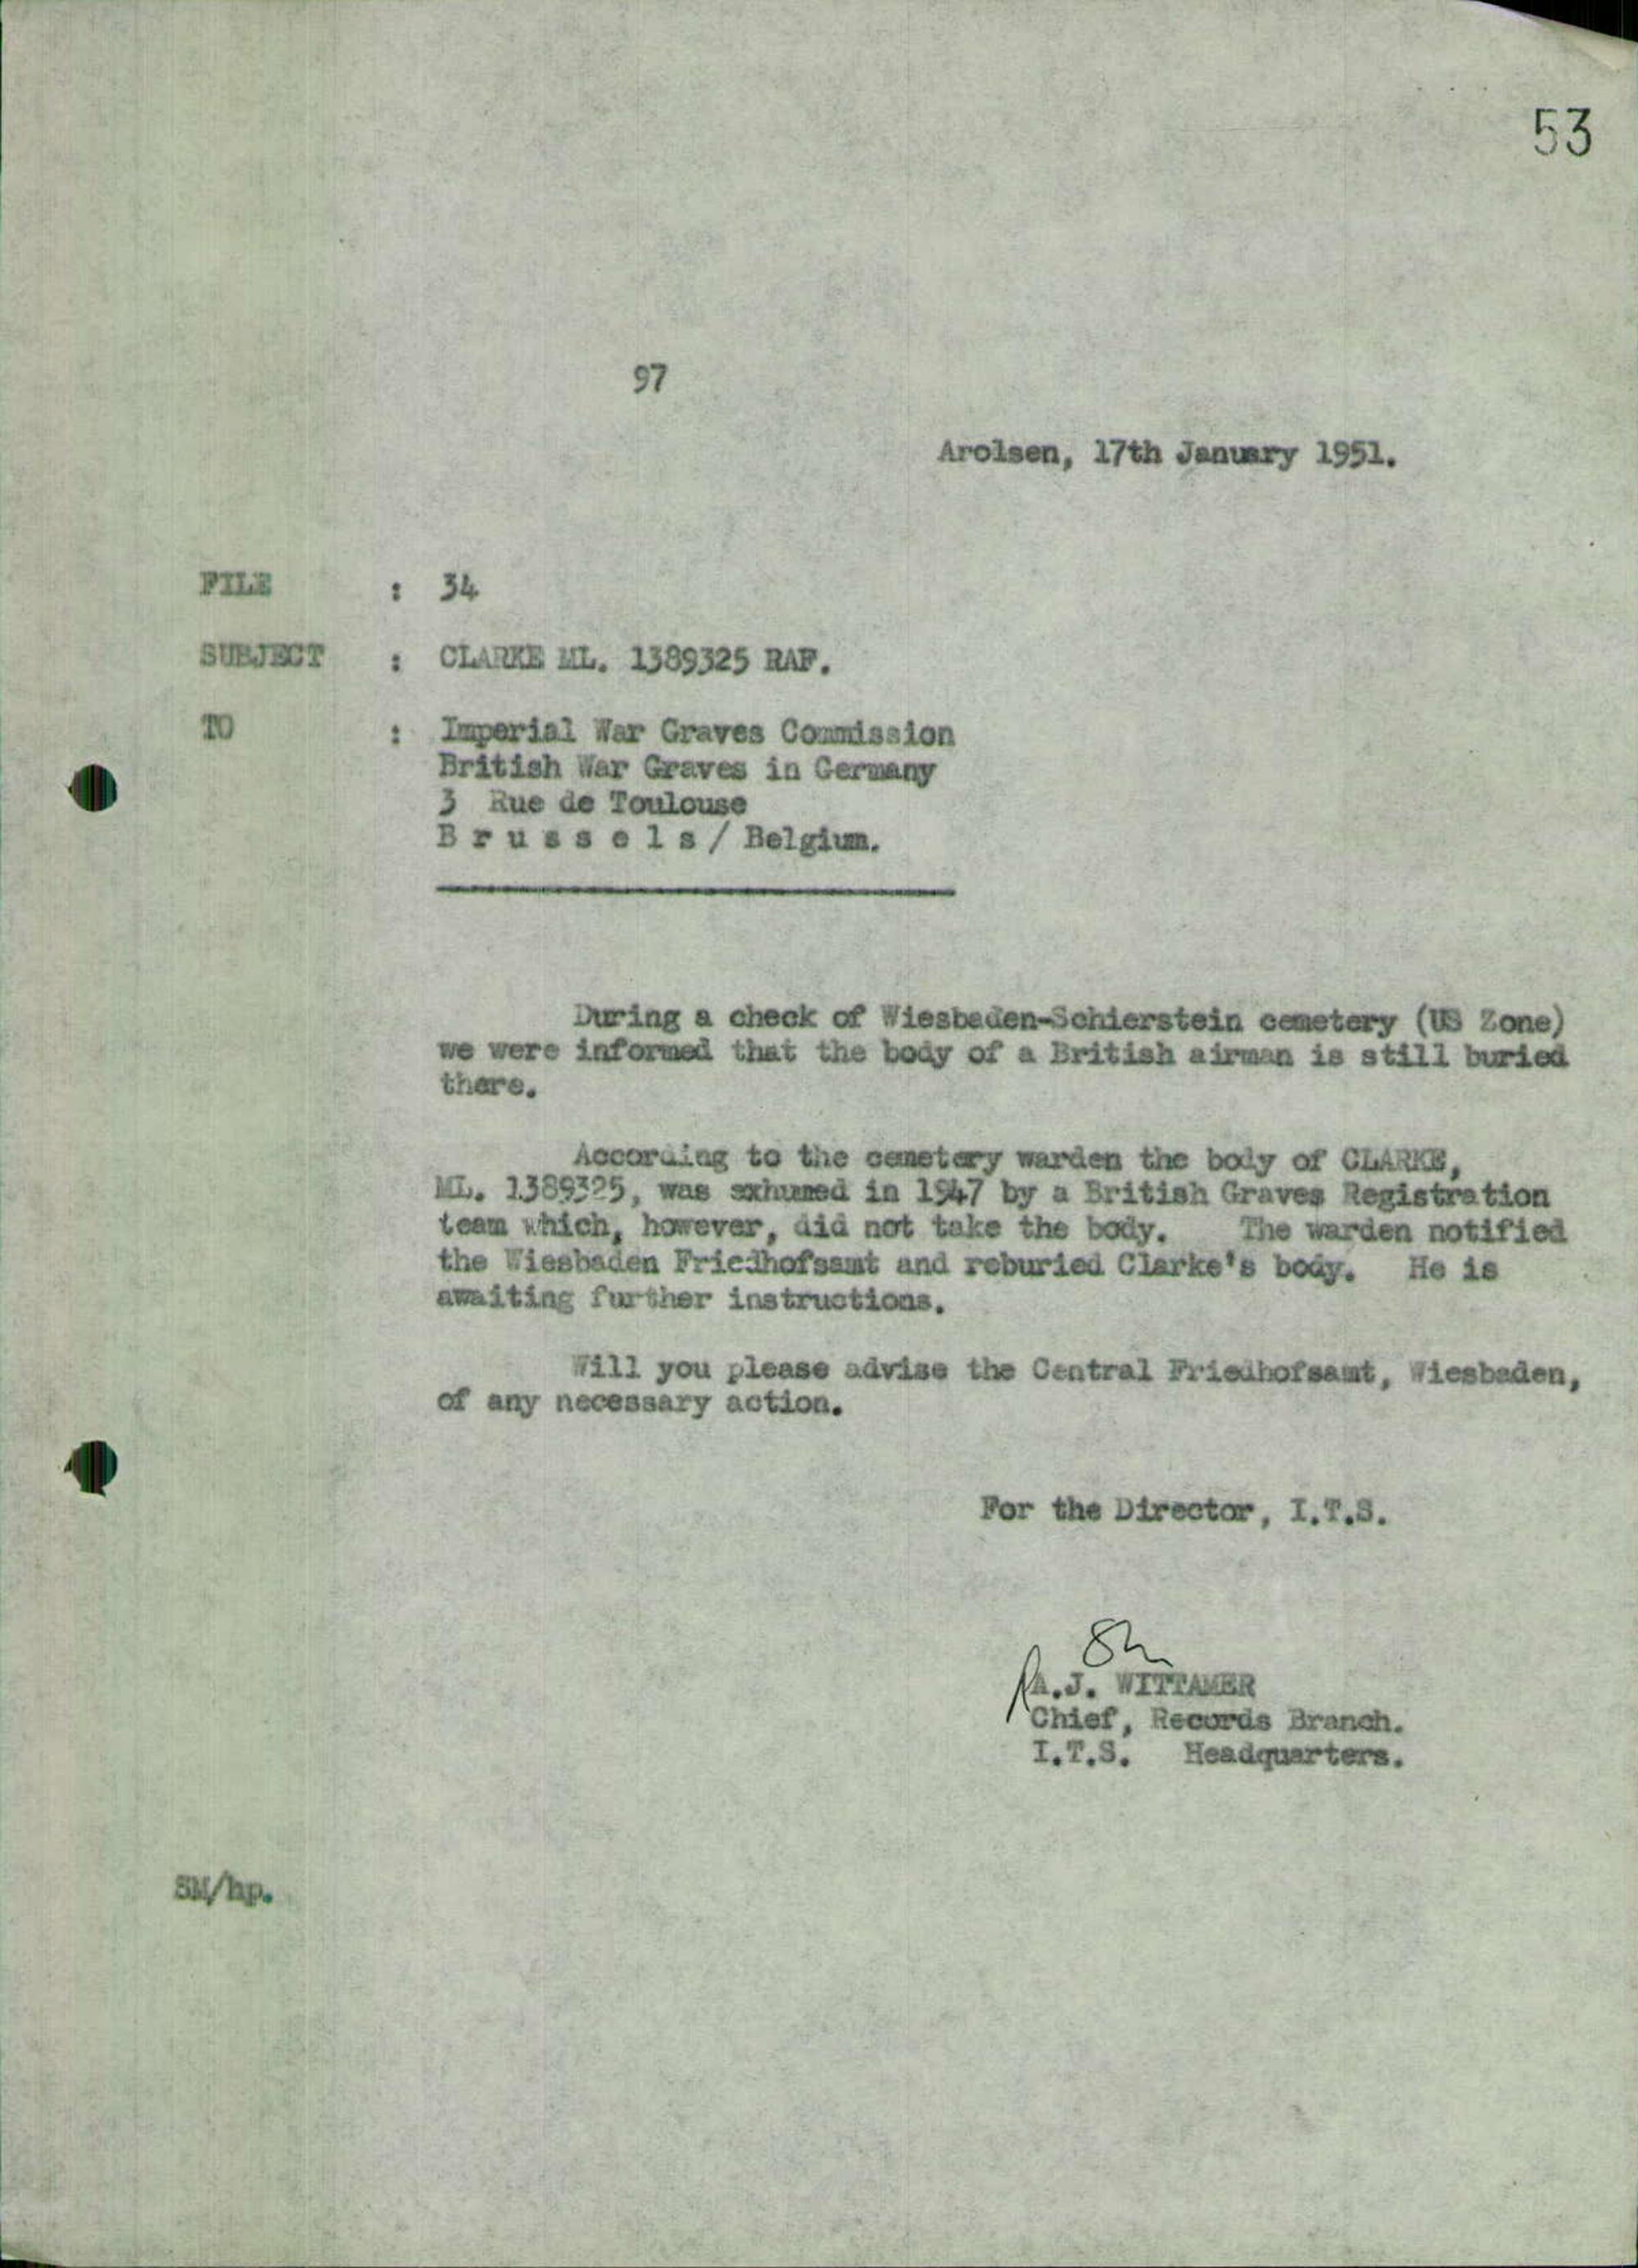 53
97
Arolsen, 17th January 1951.
FILE : 34
SUBJECT : CLARKE ML. 1389325 RAF.
TO : Imperial War Graves Commission
British War Graves in Germany
3 Rue de Toulouse
B r u s s e l s / Belgium.
During a check of Wiesbaden-Schierstein cemetery (US Zone)
we were informed that the body of a British airman is still buried
there.
According to the cemetery warden the body of CLARKE,
ML. 1389325, was exhumed in 1947 by a British Graves Registration
team which, however, did not take the body. The warden notified
the Wiesbaden Friedhofsamt and reburied Clarke's body. He is
awaiting further instructions.
Will you please advise the Central Friedhofsamt, Wiesbaden,
of any necessary action.
For the Director, I.T.S.
A.J. WITTAMER
Chief, Records Branch.
I.T.S. Headquarters.
SM/hp.